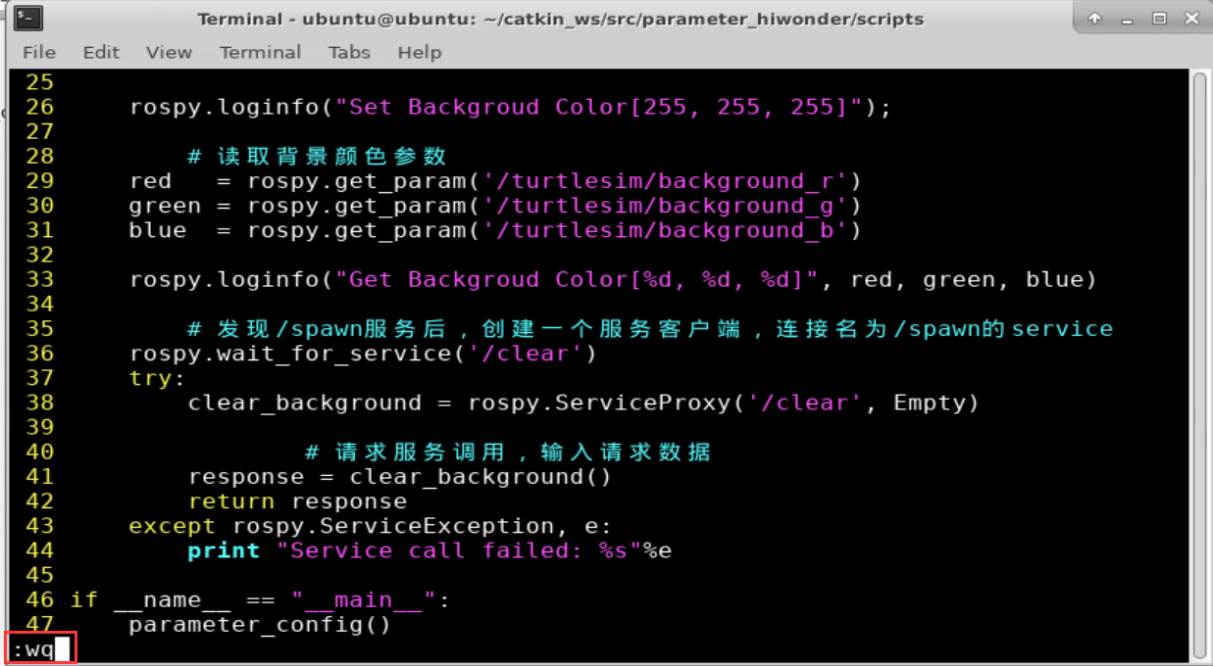 Terminal - ubuntu@ubuntu: ~/catkin_ws/src/parameter_hiwonder/scripts
File Edit View Terminal Tabs Help
25
26     rospy.loginfo("Set Backgroud Color[255, 255, 255]");
27
28         # 读取背景颜色参数
29     red   = rospy.get_param('/turtlesim/background_r')
30     green = rospy.get_param('/turtlesim/background_g')
31     blue  = rospy.get_param('/turtlesim/background_b')
32
33     rospy.loginfo("Get Backgroud Color[%d, %d, %d]", red, green, blue)
34
35         # 发现/spawn服务后，创建一个服务客户端，连接名为/spawn的service
36     rospy.wait_for_service('/clear')
37     try:
38         clear_background = rospy.ServiceProxy('/clear', Empty)
39
40                 # 请求服务调用，输入请求数据
41         response = clear_background()
42         return response
43     except rospy.ServiceException, e:
44         print "Service call failed: %s"%e
45
46 if __name__ == "__main__":
47     parameter_config()
:wq